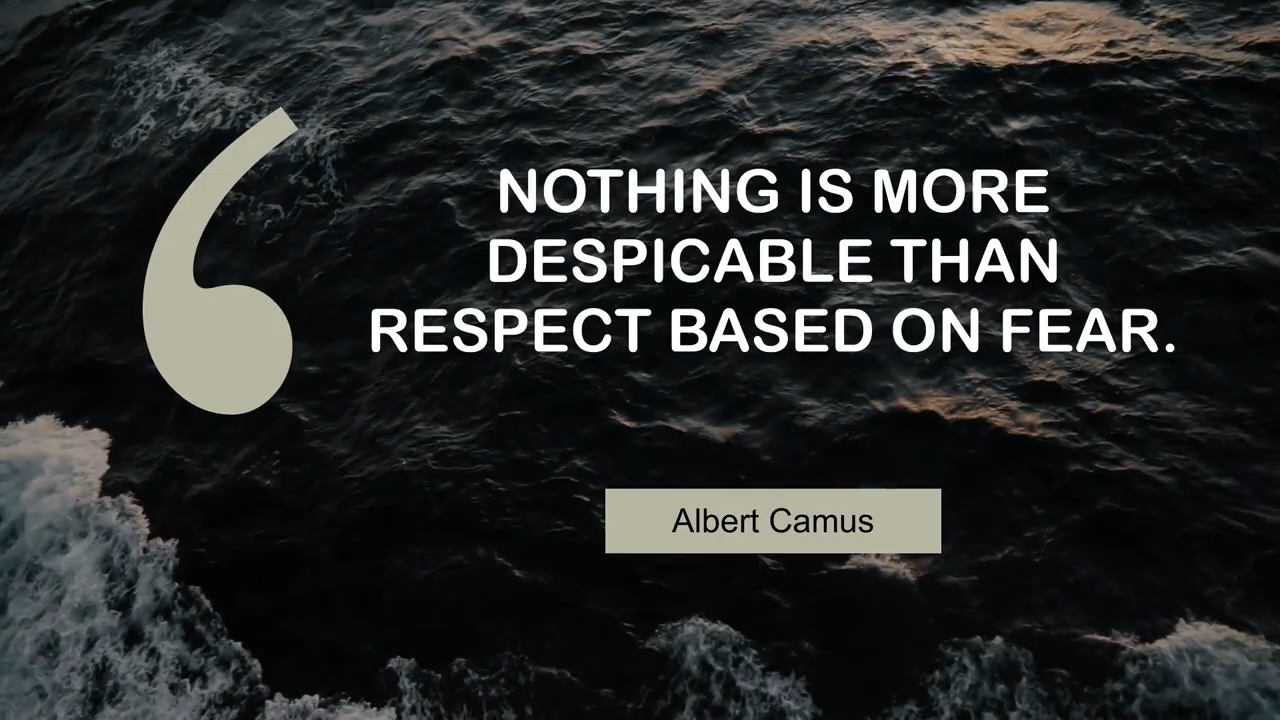 NOTHING IS MORE
DESPICABLE THAN
RESPECT BASED ON FEAR.
Albert Camus